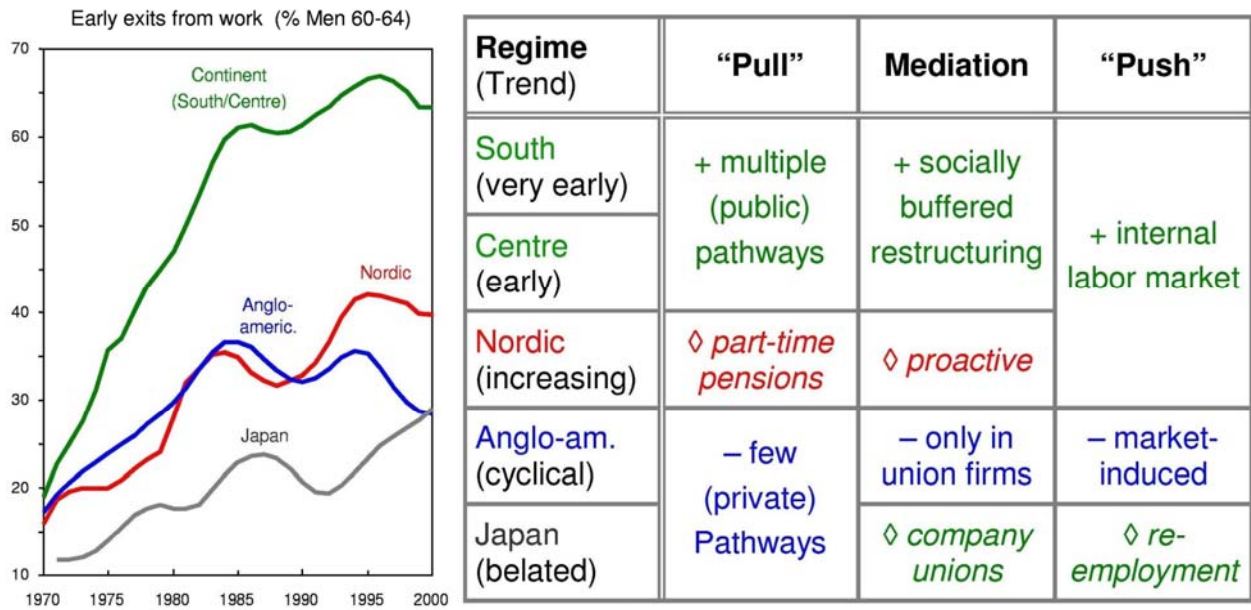 Early exits from work (% Men 60-64)
70
60
50
40
30
20
10
1970 1975 1980 1985 1990 1995 2000
Continent
(South/Centre)
Nordic
Anglo-
americ.
Japan
Regime
(Trend)
“Pull”
Mediation
“Push”
South
(very early)
Centre
(early)
+ multiple
(public)
pathways
+ socially
buffered
restructuring
+ internal
labor market
Nordic
(increasing)
◊ part-time
pensions
◊ proactive
Anglo-am.
(cyclical)
– few
(private)
Pathways
– only in
union firms
– market-
induced
Japan
(belated)
◊ company
unions
◊ re-
employment